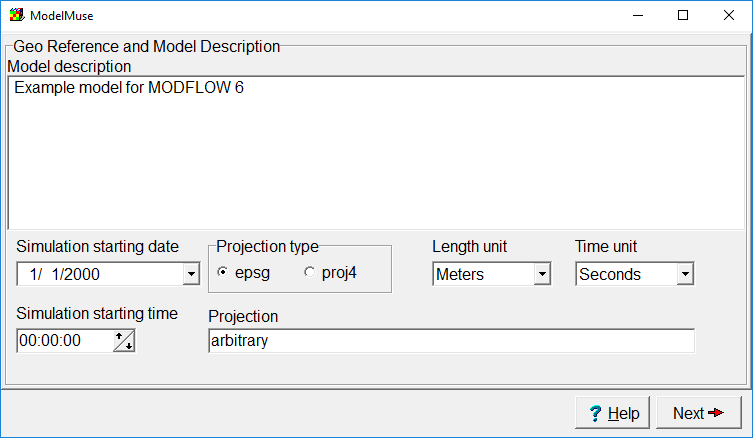 ModelMuse
Geo Reference and Model Description
Model description
Example model for MODFLOW 6
Simulation starting date
1/ 1/2000
Projection type
epsg
proj4
Length unit
Meters
Time unit
Seconds
Simulation starting time
00:00:00
Projection
arbitrary
? Help
Next